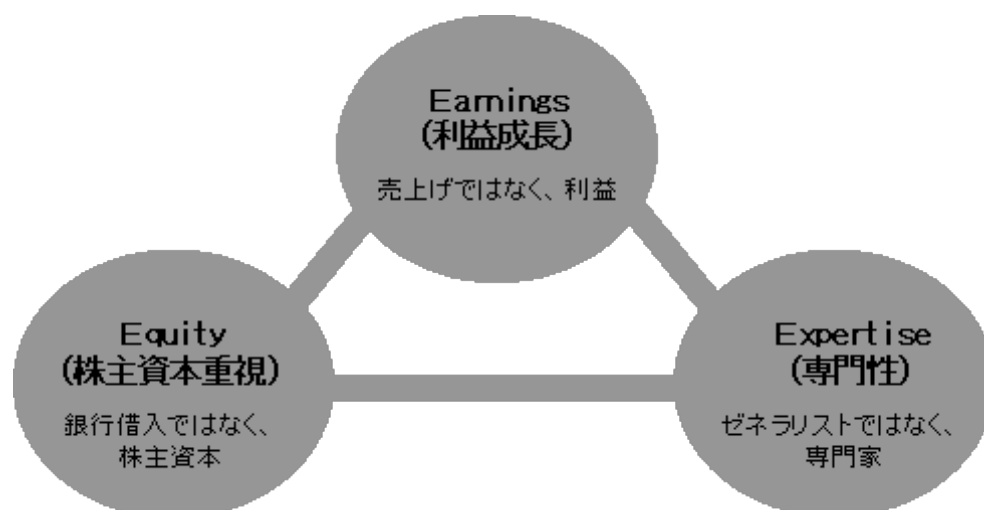 Earnings
(利益成長)
売上げではなく、利益
Equity
(株主資本重視)
銀行借入ではなく、
株主資本
Expertise
(専門性)
ゼネラリストではなく、
専門家